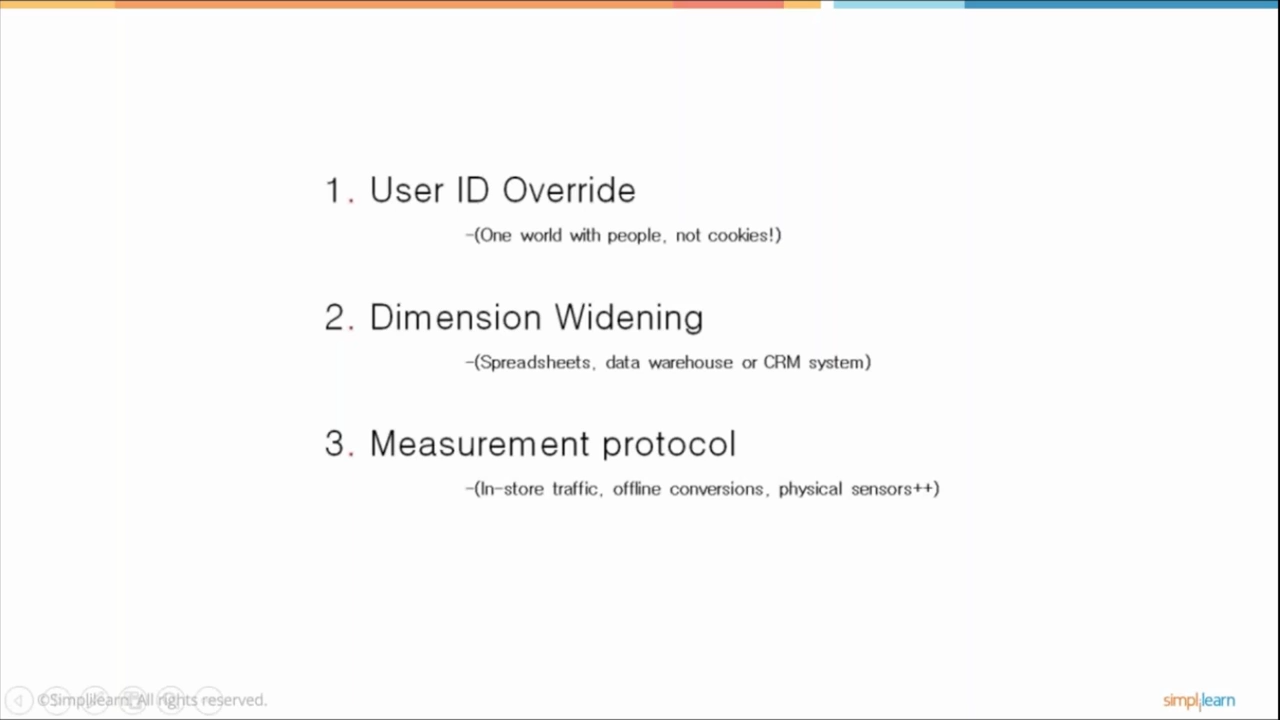 1. User ID Override
-(One world with people, not cookies!)
2. Dimension Widening
-(Spreadsheets, data warehouse or CRM system)
3. Measurement protocol
-(In-store traffic, offline conversions, physical sensors++)
©Simplilearn. All rights reserved.
simplilearn